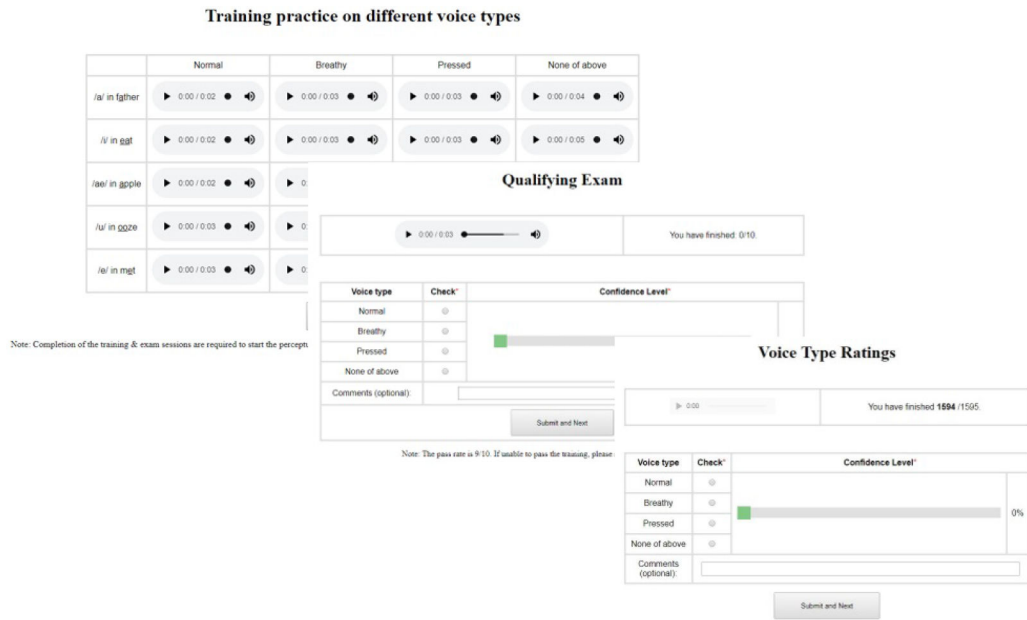 Training practice on different voice types
Normal Breathy Pressed None of above
/a/ in father 0:00 / 0:02 0:00 / 0:03 0:00 / 0:03 0:00 / 0:04
/i/ in eat 0:00 / 0:02 0:00 / 0:03 0:00 / 0:03 0:00 / 0:05
/ae/ in apple 0:00 / 0:02 0:
/u/ in ooze 0:00 / 0:03 0:
/e/ in met 0:00 / 0:03 0:
Note: Completion of the training & exam sessions are required to start the percept
Qualifying Exam
0:00 / 0:03 You have finished 0/10.
Voice type Check* Confidence Level*
Normal
Breathy
Pressed
None of above
Comments (optional):
Submit and Next
Note: The pass rate is 9/10. If unable to pass the training, please
Voice Type Ratings
0:00 You have finished 1594 /1595.
Voice type Check* Confidence Level*
Normal
Breathy
Pressed
None of above
0%
Comments
(optional):
Submit and Next